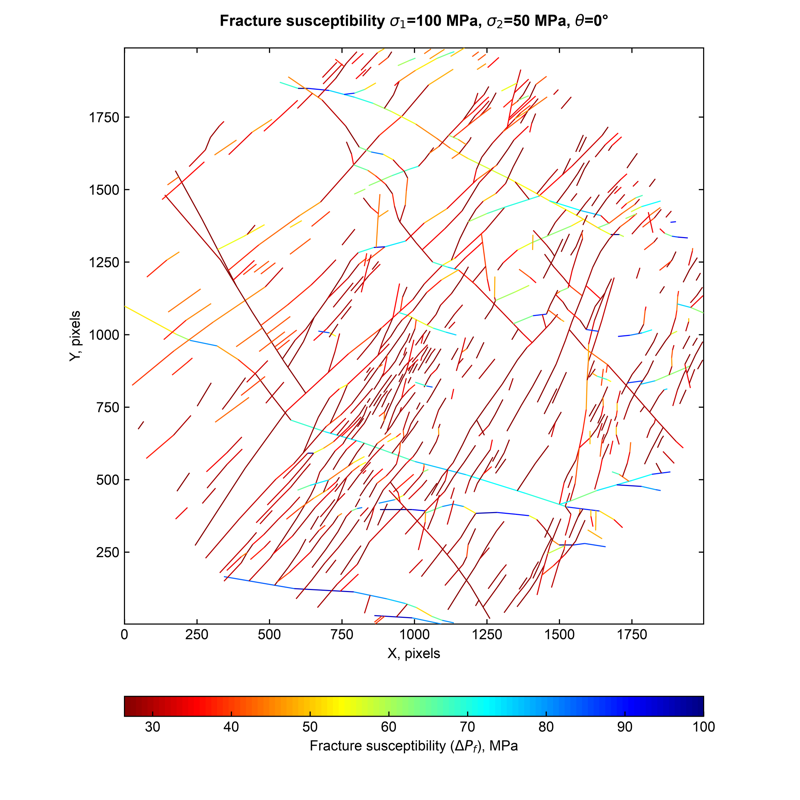 Fracture susceptibility σ₁=100 MPa, σ₂=50 MPa, θ=0°
Y, pixels
1750
1500
1250
1000
750
500
250
0 250 500 750 1000 1250 1500 1750
X, pixels
30 40 50 60 70 80 90 100
Fracture susceptibility (ΔP_f), MPa